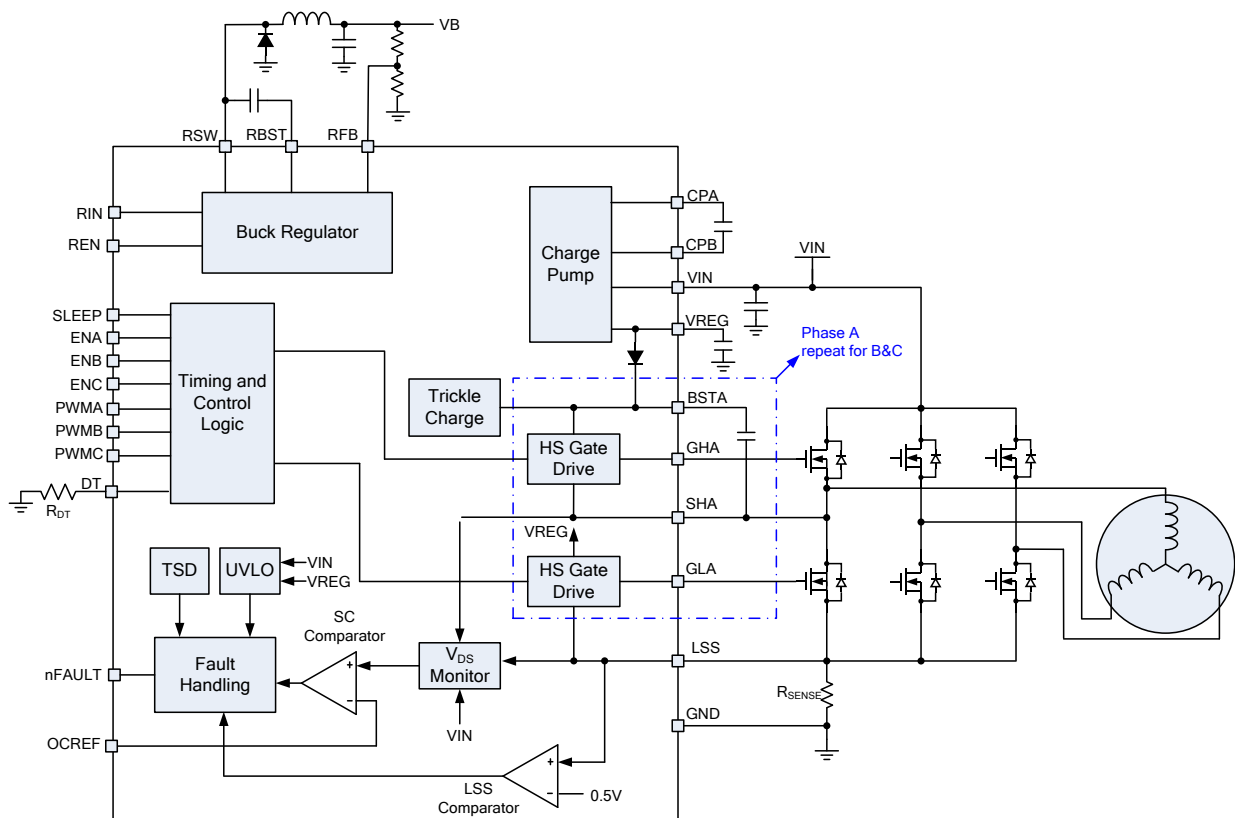 VB
RSW
RBST
RFB
RIN
REN
Buck Regulator
CPA
CPB
Charge
Pump
VIN
VIN
VREG
SLEEP
ENA
ENB
ENC
PWMA
PWMB
PWMC
DT
RDT
Timing and
Control
Logic
Phase A
repeat for B&C
Trickle
Charge
BSTA
HS Gate
Drive
GHA
SHA
VREG
HS Gate
Drive
GLA
TSD
UVLO
VIN
VREG
SC
Comparator
LSS
nFAULT
Fault
Handling
+
−
VDS
Monitor
VIN
RSENSE
GND
OCREF
LSS
Comparator
+
−
0.5V